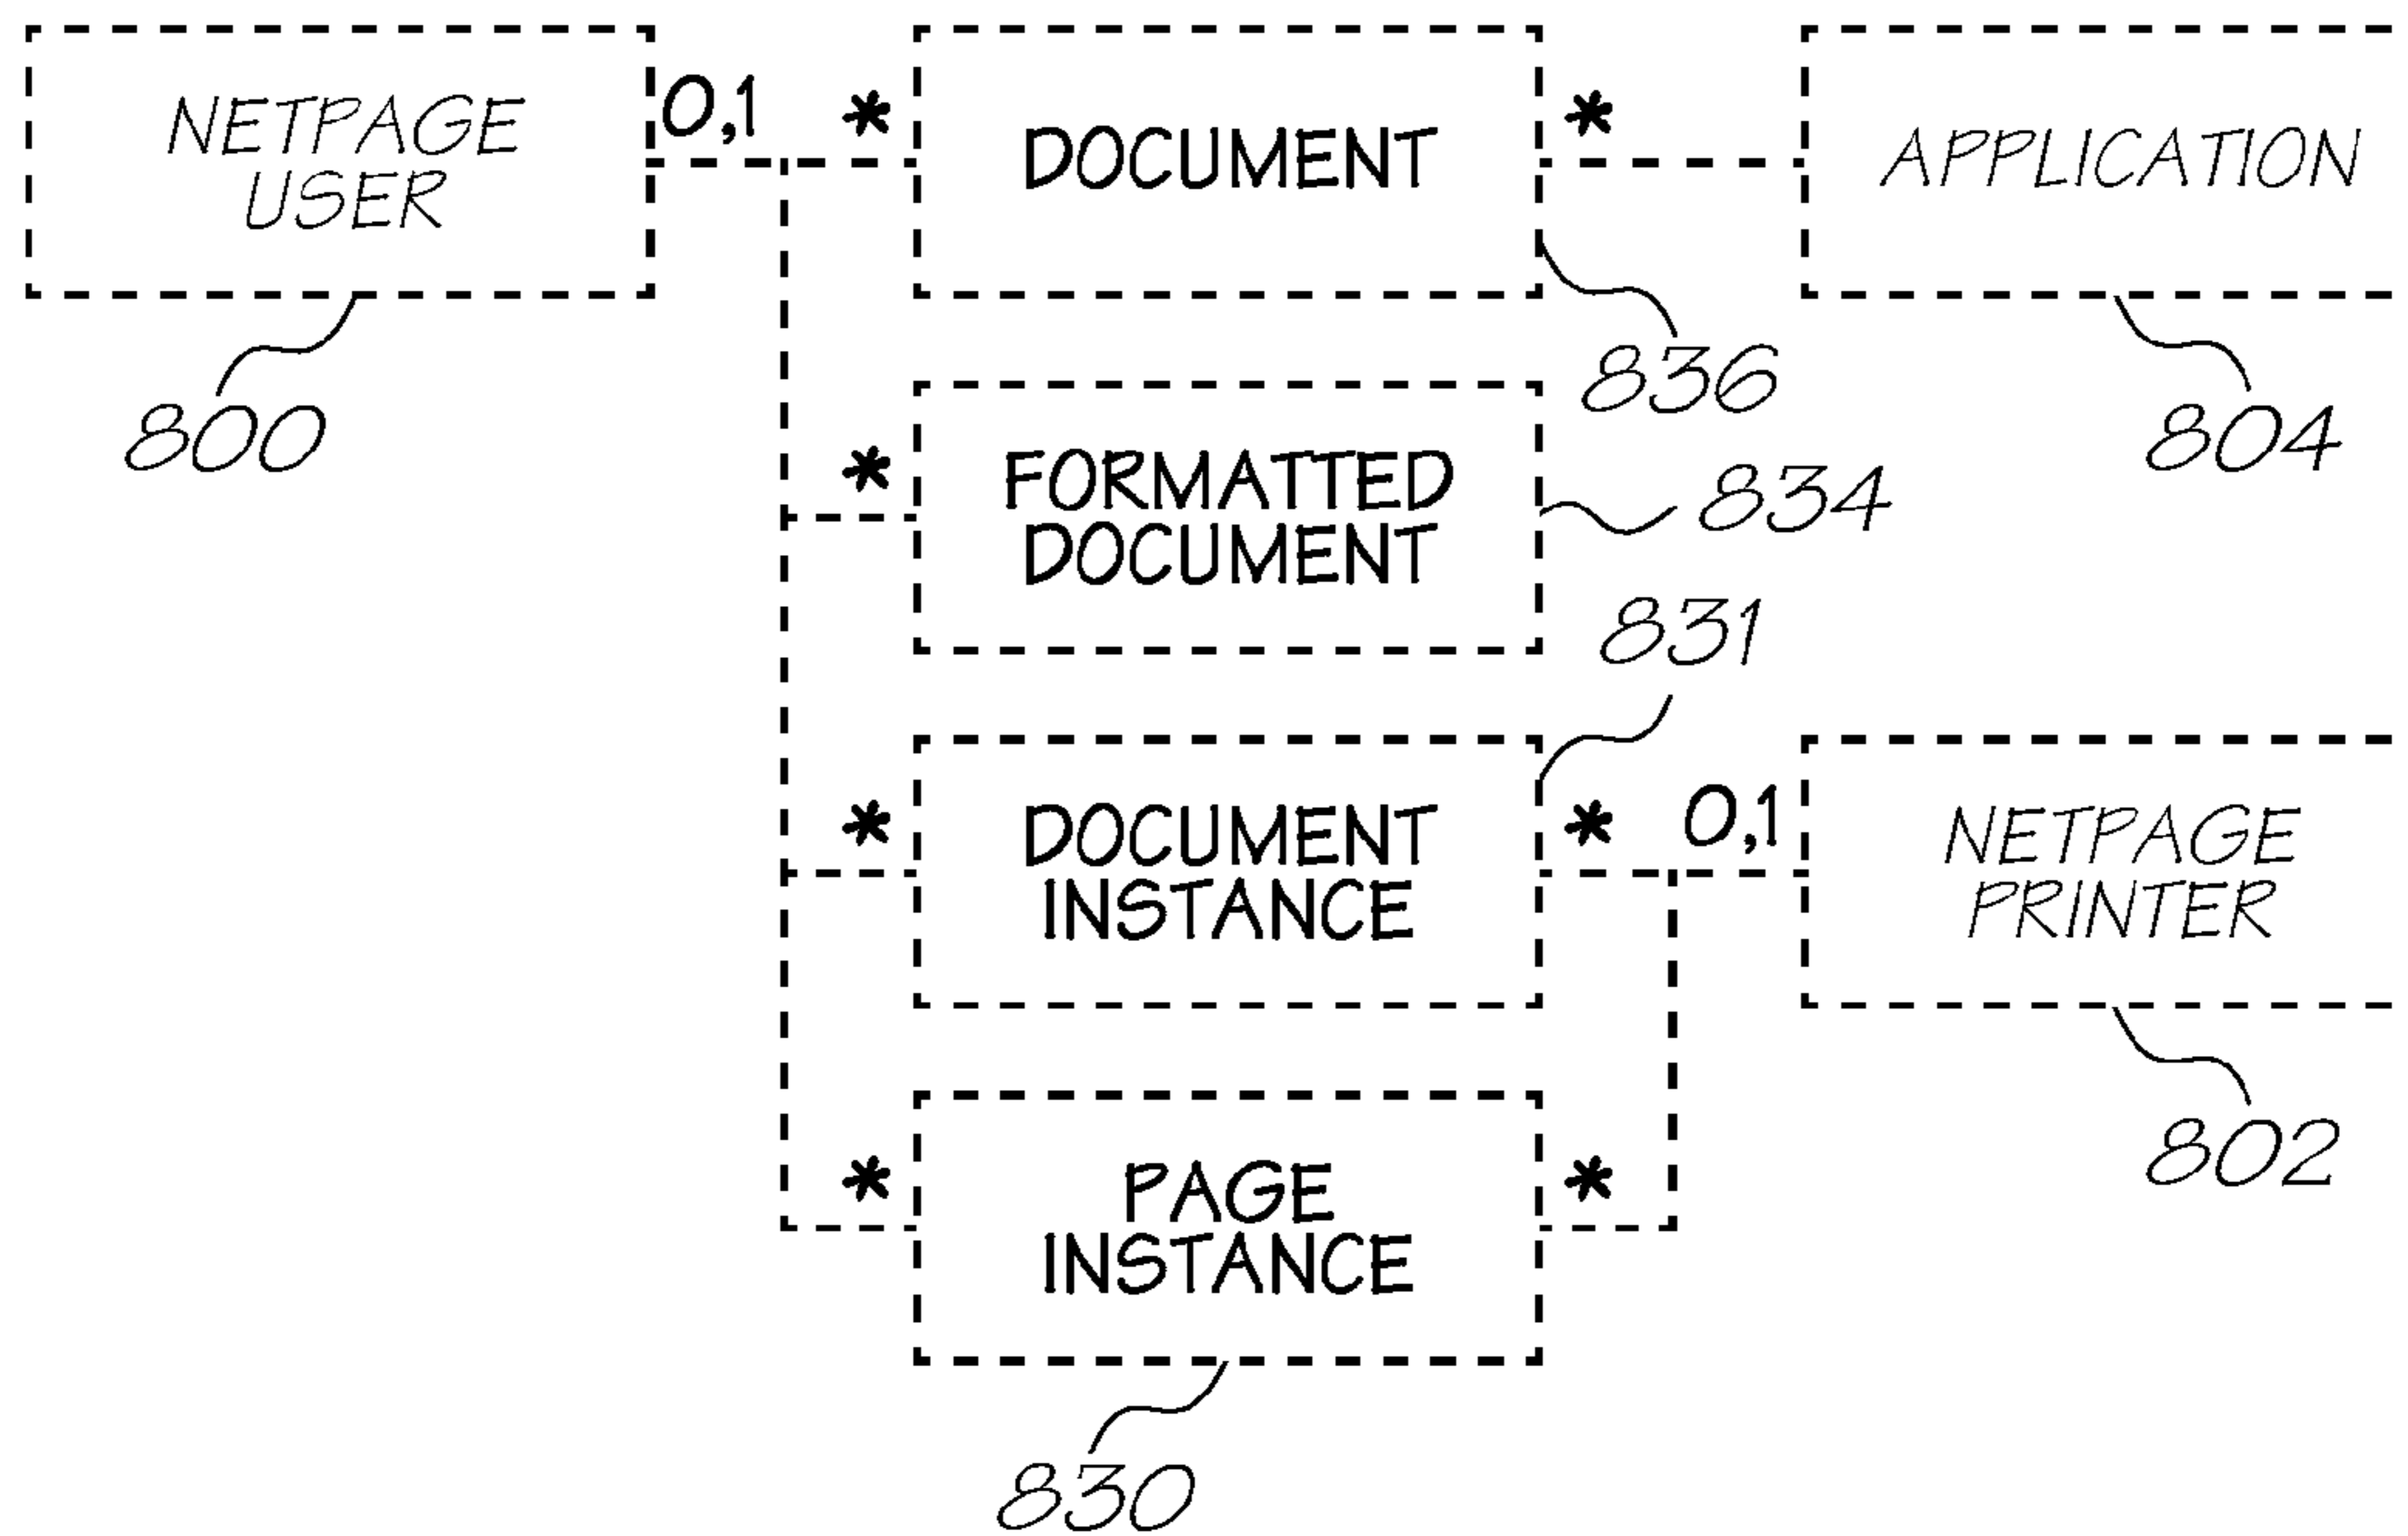 NETPAGE
USER
0,1
*
DOCUMENT
*
APPLICATION
800
836
804
*
FORMATTED
DOCUMENT
834
831
*
DOCUMENT
INSTANCE
*
0,1
NETPAGE
PRINTER
802
*
PAGE
INSTANCE
*
830